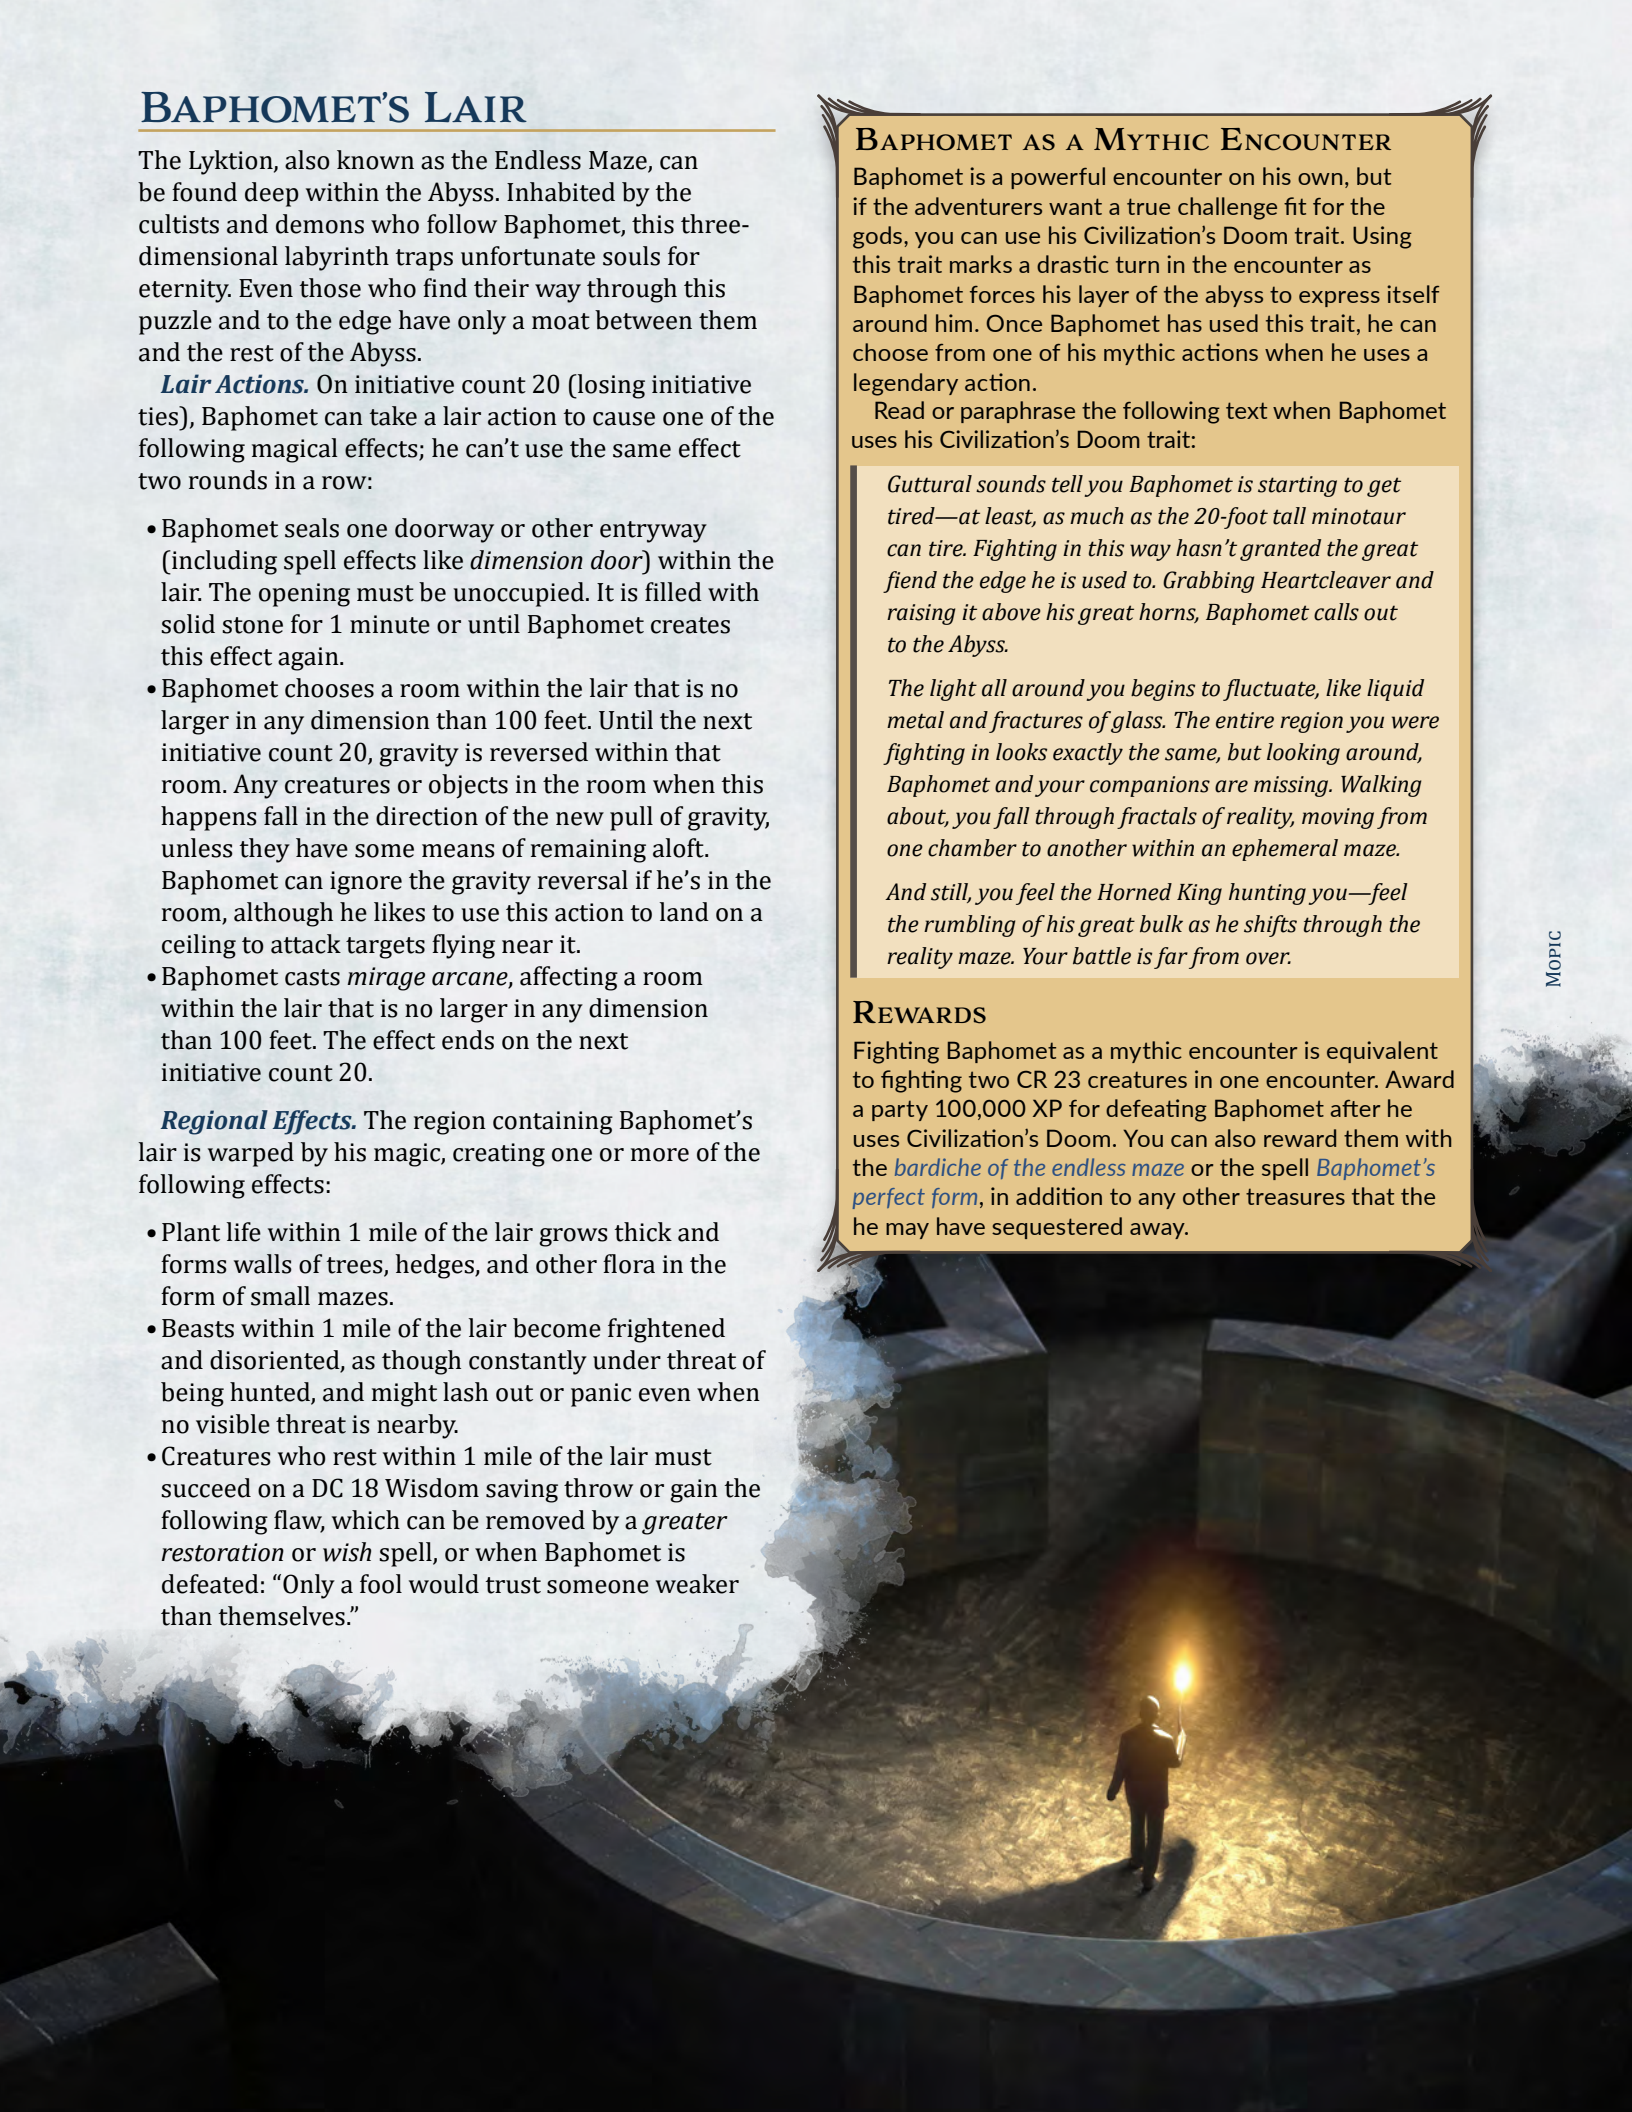 Baphomet's Lair
The Lyktion, also known as the Endless Maze, can
be found deep within the Abyss. Inhabited by the
cultists and demons who follow Baphomet, this three-
dimensional labyrinth traps unfortunate souls for
eternity. Even those who find their way through this
puzzle and to the edge have only a moat between them
and the rest of the Abyss.
Lair Actions. On initiative count 20 (losing initiative
ties), Baphomet can take a lair action to cause one of the
following magical effects; he can't use the same effect
two rounds in a row:
• Baphomet seals one doorway or other entryway
(including spell effects like dimension door) within the
lair. The opening must be unoccupied. It is filled with
solid stone for 1 minute or until Baphomet creates
this effect again.
• Baphomet chooses a room within the lair that is no
larger in any dimension than 100 feet. Until the next
initiative count 20, gravity is reversed within that
room. Any creatures or objects in the room when this
happens fall in the direction of the new pull of gravity,
unless they have some means of remaining aloft.
Baphomet can ignore the gravity reversal if he's in the
room, although he likes to use this action to land on a
ceiling to attack targets flying near it.
• Baphomet casts mirage arcane, affecting a room
within the lair that is no larger in any dimension
than 100 feet. The effect ends on the next
initiative count 20.
Regional Effects. The region containing Baphomet's
lair is warped by his magic, creating one or more of the
following effects:
• Plant life within 1 mile of the lair grows thick and
forms walls of trees, hedges, and other flora in the
form of small mazes.
• Beasts within 1 mile of the lair become frightened
and disoriented, as though constantly under threat of
being hunted, and might lash out or panic even when
no visible threat is nearby.
• Creatures who rest within 1 mile of the lair must
succeed on a DC 18 Wisdom saving throw or gain the
following flaw, which can be removed by a greater
restoration or wish spell, or when Baphomet is
defeated: "Only a fool would trust someone weaker
than themselves."
Baphomet as a Mythic Encounter
Baphomet is a powerful encounter on his own, but
if the adventurers want a true challenge fit for the
gods, you can use his Civilization's Doom trait. Using
this trait marks a drastic turn in the encounter as
Baphomet forces his layer of the abyss to express itself
around him. Once Baphomet has used this trait, he can
choose from one of his mythic actions when he uses a
legendary action.
Read or paraphrase the following text when Baphomet
uses his Civilization's Doom trait:
Guttural sounds tell you Baphomet is starting to get
tired—at least, as much as the 20-foot tall minotaur
can tire. Fighting in this way hasn't granted the great
fiend the edge he is used to. Grabbing Heartcleaver and
raising it above his great horns, Baphomet calls out
to the Abyss.
The light all around you begins to fluctuate, like liquid
metal and fractures of glass. The entire region you were
fighting in looks exactly the same, but looking around,
Baphomet and your companions are missing. Walking
about, you fall through fractals of reality, moving from
one chamber to another within an ephemeral maze.
And still, you feel the Horned King hunting you—feel
the rumbling of his great bulk as he shifts through the
reality maze. Your battle is far from over.
Rewards
Fighting Baphomet as a mythic encounter is equivalent
to fighting two CR 23 creatures in one encounter. Award
a party 100,000 XP for defeating Baphomet after he
uses Civilization's Doom. You can also reward them with
the bardiche of the endless maze or the spell Baphomet's
perfect form, in addition to any other treasures that the
he may have sequestered away.
Mopic